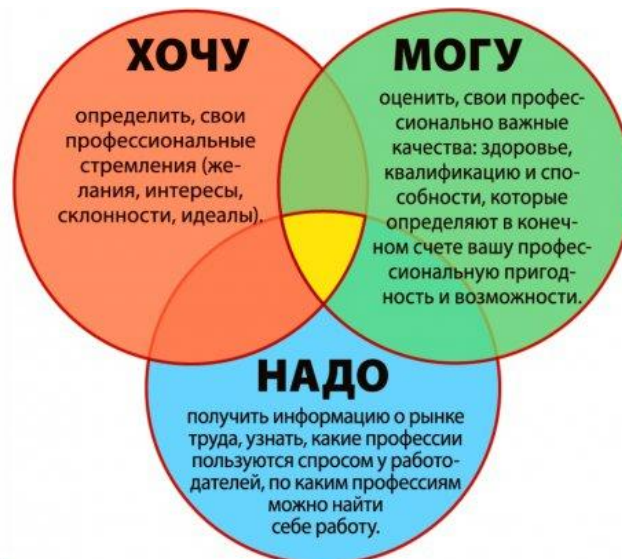 ХОЧУ
определить, свои
профессиональные
стремления (же-
лания, интересы,
склонности, идеалы).
МОГУ
оценить, свои профес-
сионально важные
качества: здоровье,
квалификацию и спо-
собности, которые
определяют в конеч-
ном счете вашу профес-
сиональную пригод-
ность и возможности.
НАДО
получить информацию о рынке
труда, узнать, какие профессии
пользуются спросом у работо-
дателей, по каким профессиям
можно найти
себе работу.